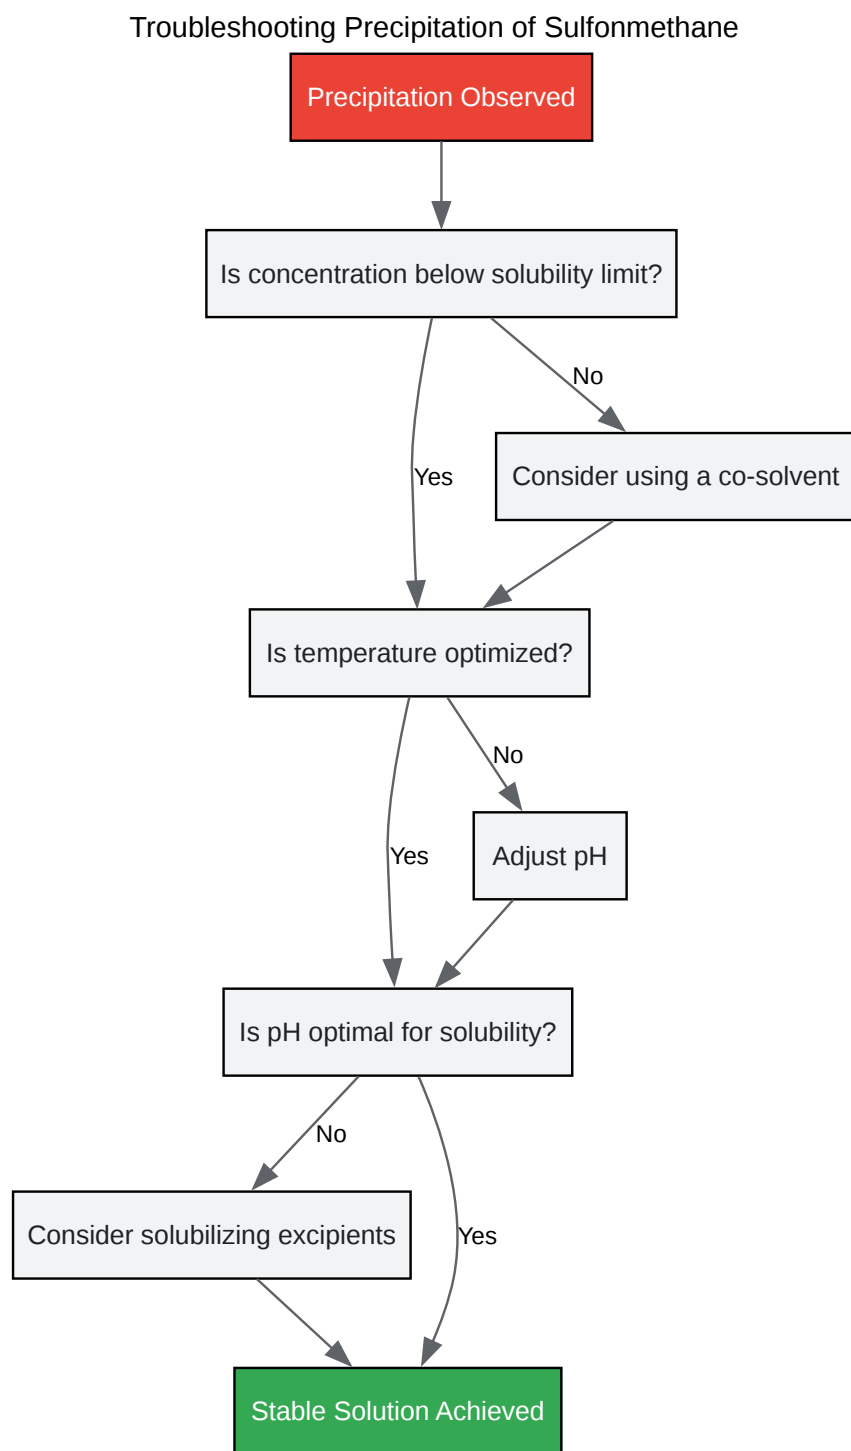 Troubleshooting Precipitation of Sulfonmethane
Precipitation Observed
Is concentration below solubility limit?
No
Yes
Consider using a co-solvent
Is temperature optimized?
No
Yes
Adjust pH
Is pH optimal for solubility?
No
Yes
Consider solubilizing excipients
Stable Solution Achieved